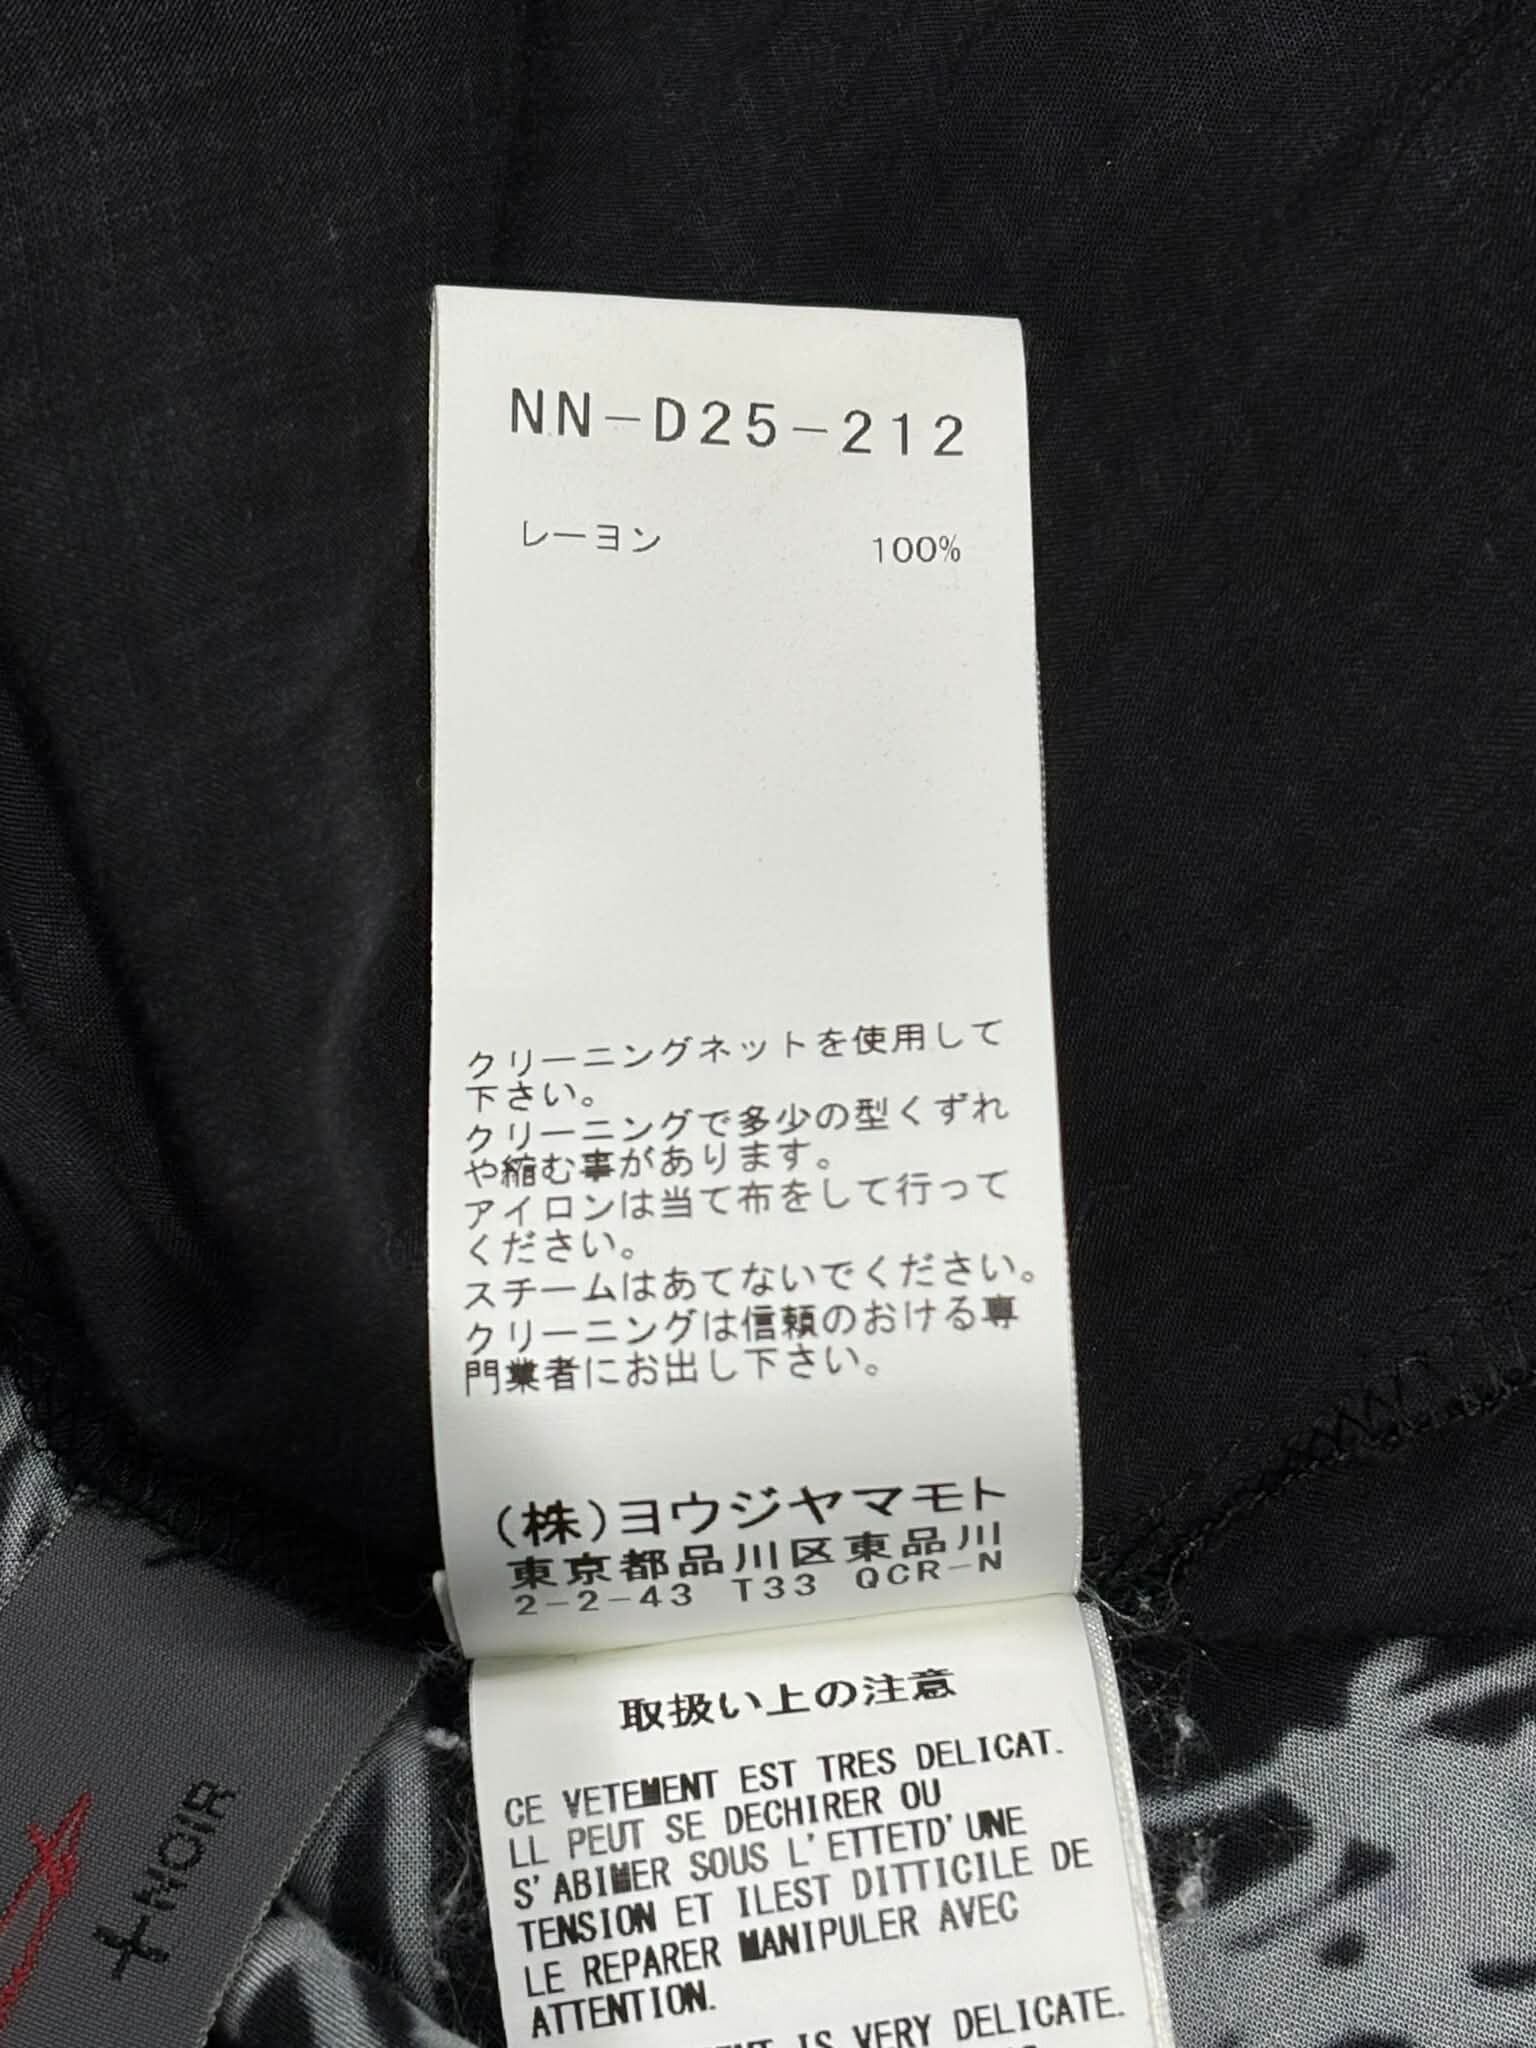 NN-D25-212
レーヨン 100%
クリーニングネットを使用して
下さい。
クリーニングで多少の型くずれ
や縮む事があります。
アイロンは当て布をして行って
ください。
スチームはあてないでください。
クリーニングは信頼のおける専
門業者にお出し下さい。
(株)ヨウジヤマモト
東京都品川区東品川
2-2-43 T33 QCR-N
取扱い上の注意
CE VETEMENT EST TRES DELICAT.
LL PEUT SE DECHIRER OU
S'ABIMER SOUS L'ETTETD'UNE
TENSION ET ILEST DITTICILE DE
LE REPARER MANIPULER AVEC
ATTENTION.
IS VERY DELICATE.
+NOIR